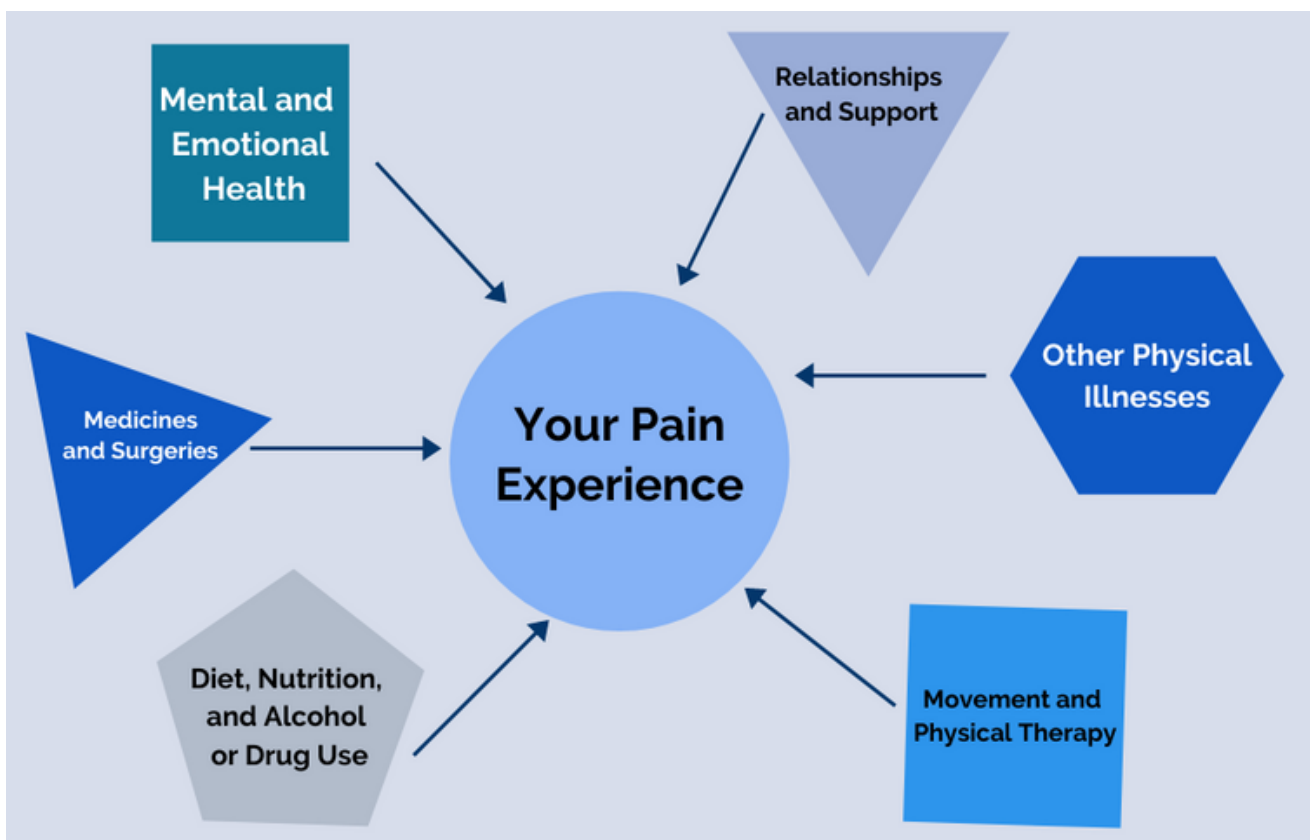 Mental and
Emotional
Health
Relationships
and Support
Other Physical
Illnesses
Medicines
and Surgeries
Your Pain
Experience
Diet, Nutrition,
and Alcohol
or Drug Use
Movement and
Physical Therapy